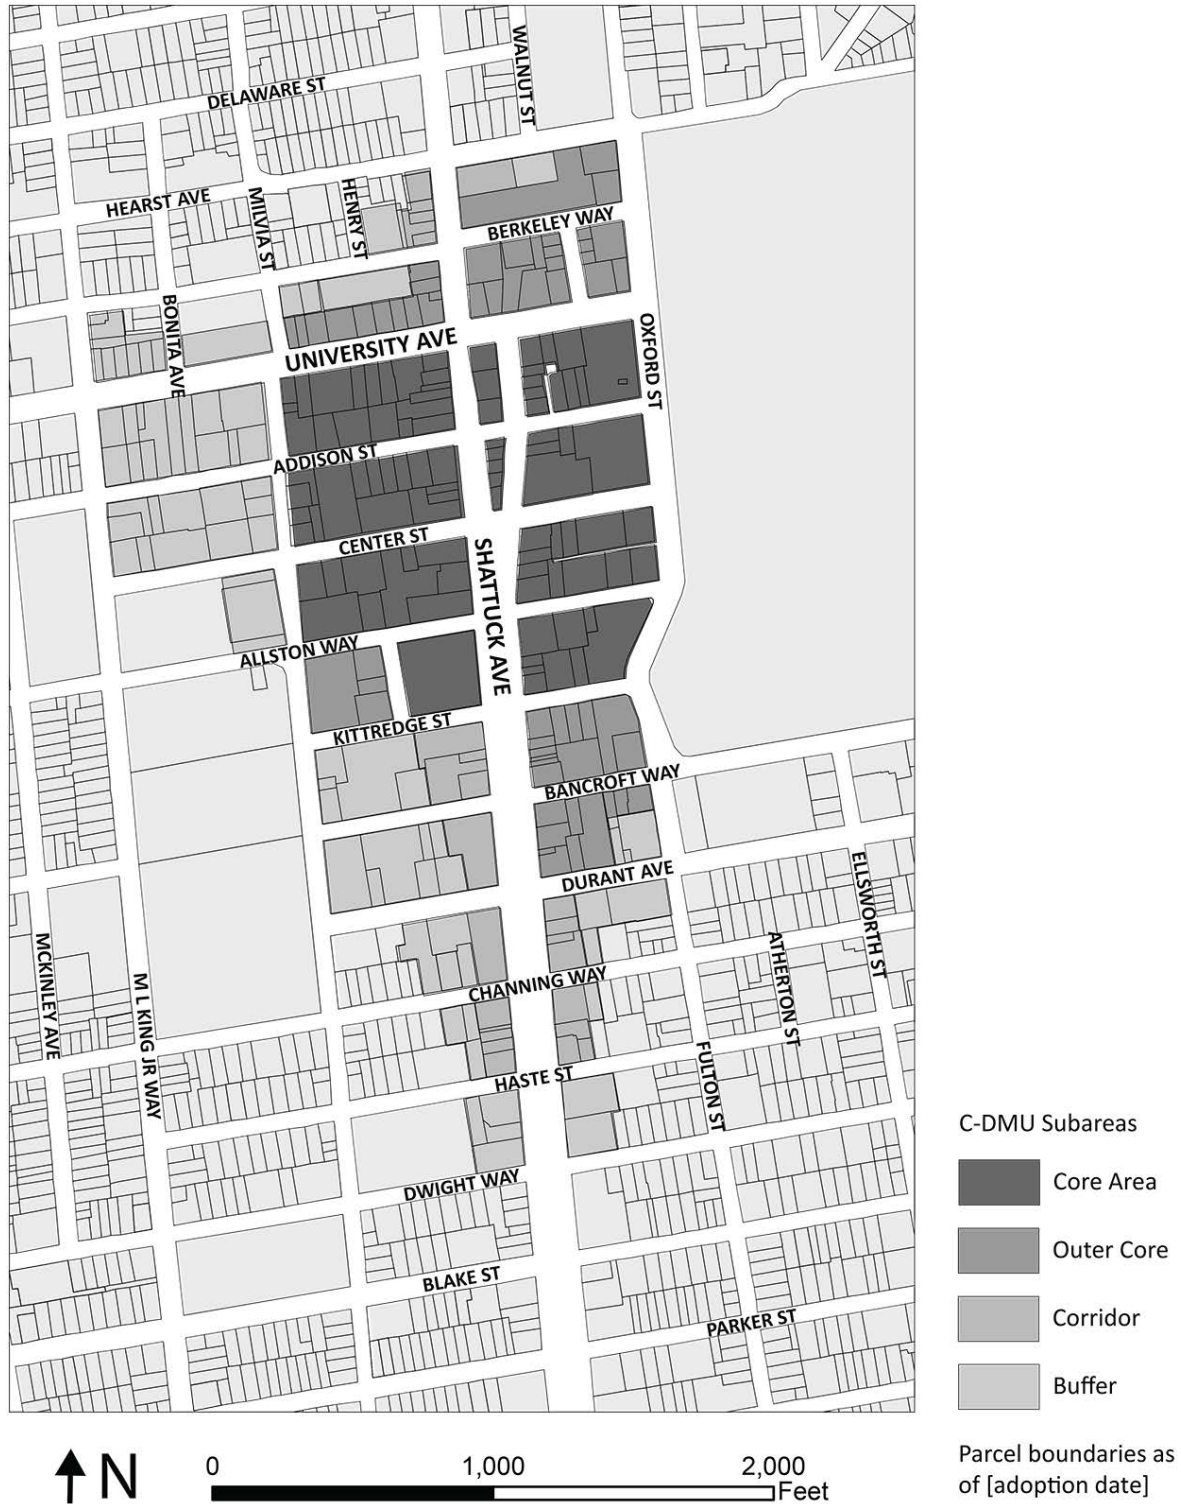 WALNUT ST
DELAWARE ST
HEARST AVE
MILVIA ST
HENRY ST
BERKELEY WAY
BONITA AVE
UNIVERSITY AVE
OXFORD ST
ADDISON ST
CENTER ST
SHATTUCK AVE
ALLSTON WAY
KITTREDGE ST
BANCROFT WAY
DURANT AVE
ELLSWORTH ST
MCKINLEY AVE
M L KING JR WAY
CHANNING WAY
ATHERTON ST
HASTE ST
FULTON ST
DWIGHT WAY
BLAKE ST
PARKER ST
C-DMU Subareas
Core Area
Outer Core
Corridor
Buffer
Parcel boundaries as
of [adoption date]
N
0 1,000 2,000
Feet